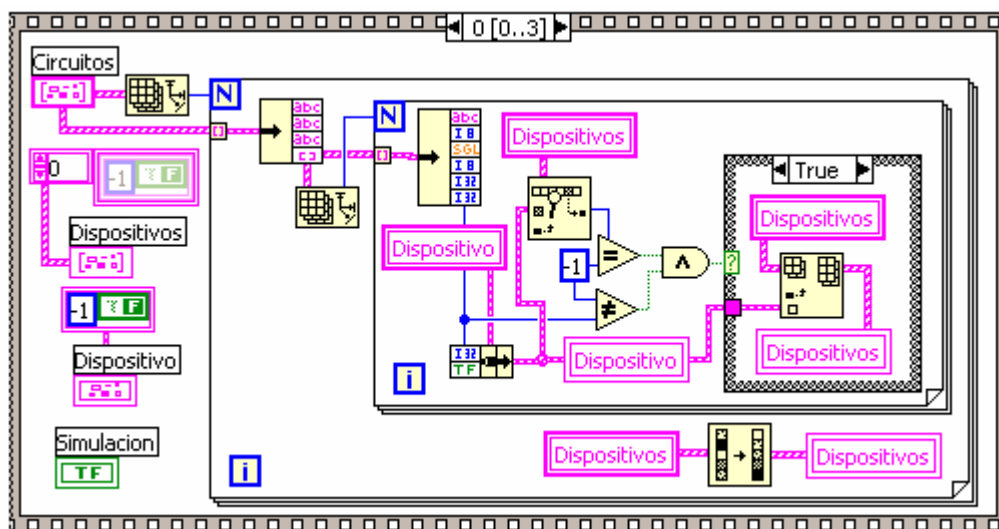 0 [0..3]
Circuitos
N
abc
abc
abc
N
abc
I8
SGL
I8
I32
I32
Dispositivos
True
0
-1
F
Dispositivos
Dispositivo
Dispositivos
-1
=
∧
?
≠
-1
F
Dispositivo
I32
TF
Dispositivo
Dispositivos
i
Simulacion
TF
i
Dispositivos
Dispositivos